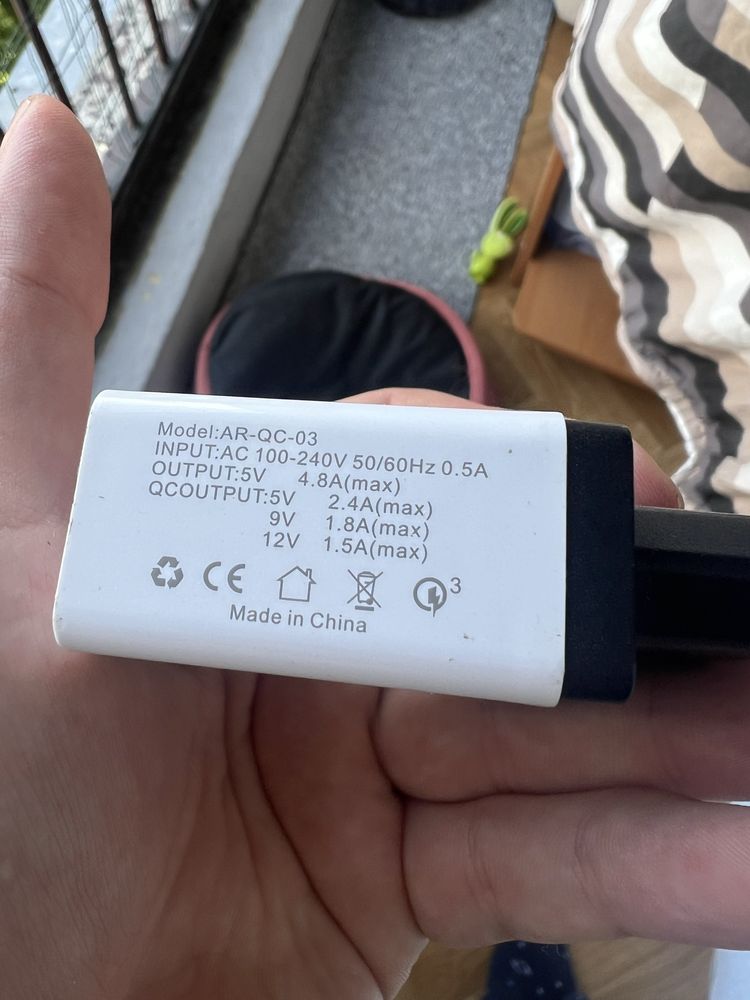 Model:AR-QC-03
INPUT:AC 100-240V 50/60Hz 0.5A
OUTPUT:5V 4.8A(max)
QCOUTPUT:5V 2.4A(max)
9V 1.8A(max)
12V 1.5A(max)
CE 3
Made in China